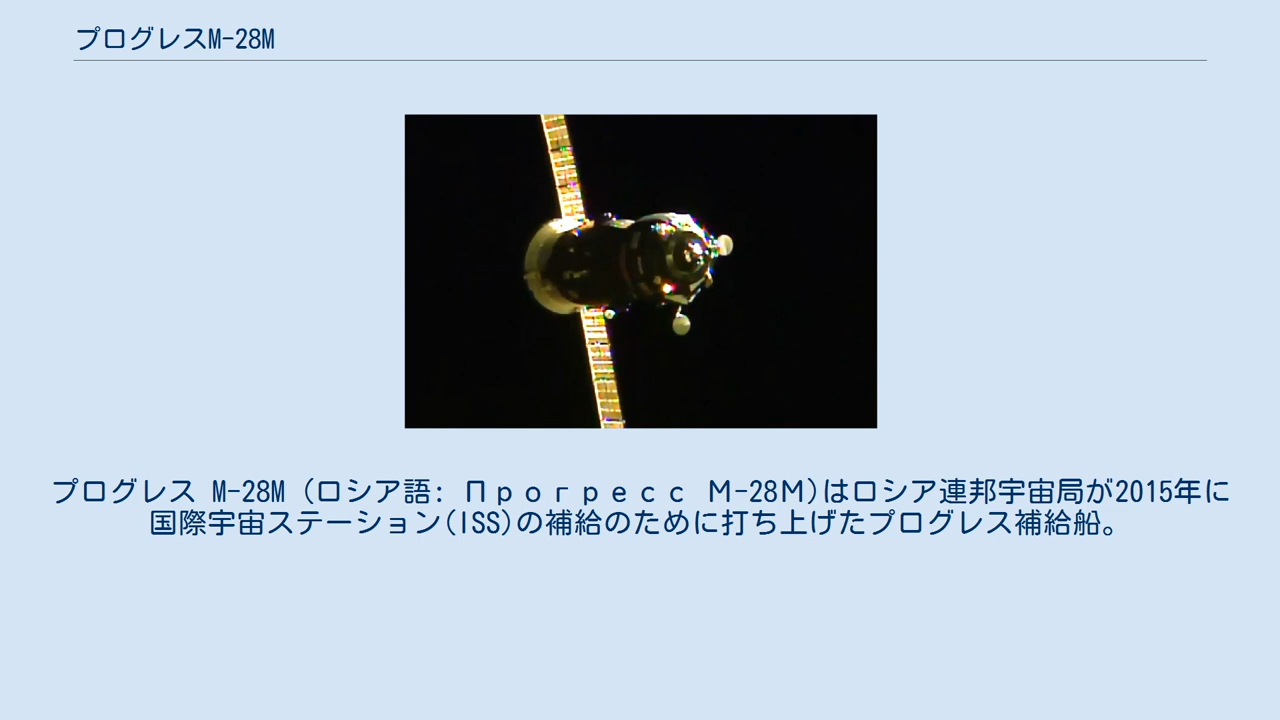 プログレスM-28M
プログレス M-28M (ロシア語: Прогресс М-28М)はロシア連邦宇宙局が2015年に
国際宇宙ステーション(ISS)の補給のために打ち上げたプログレス補給船。